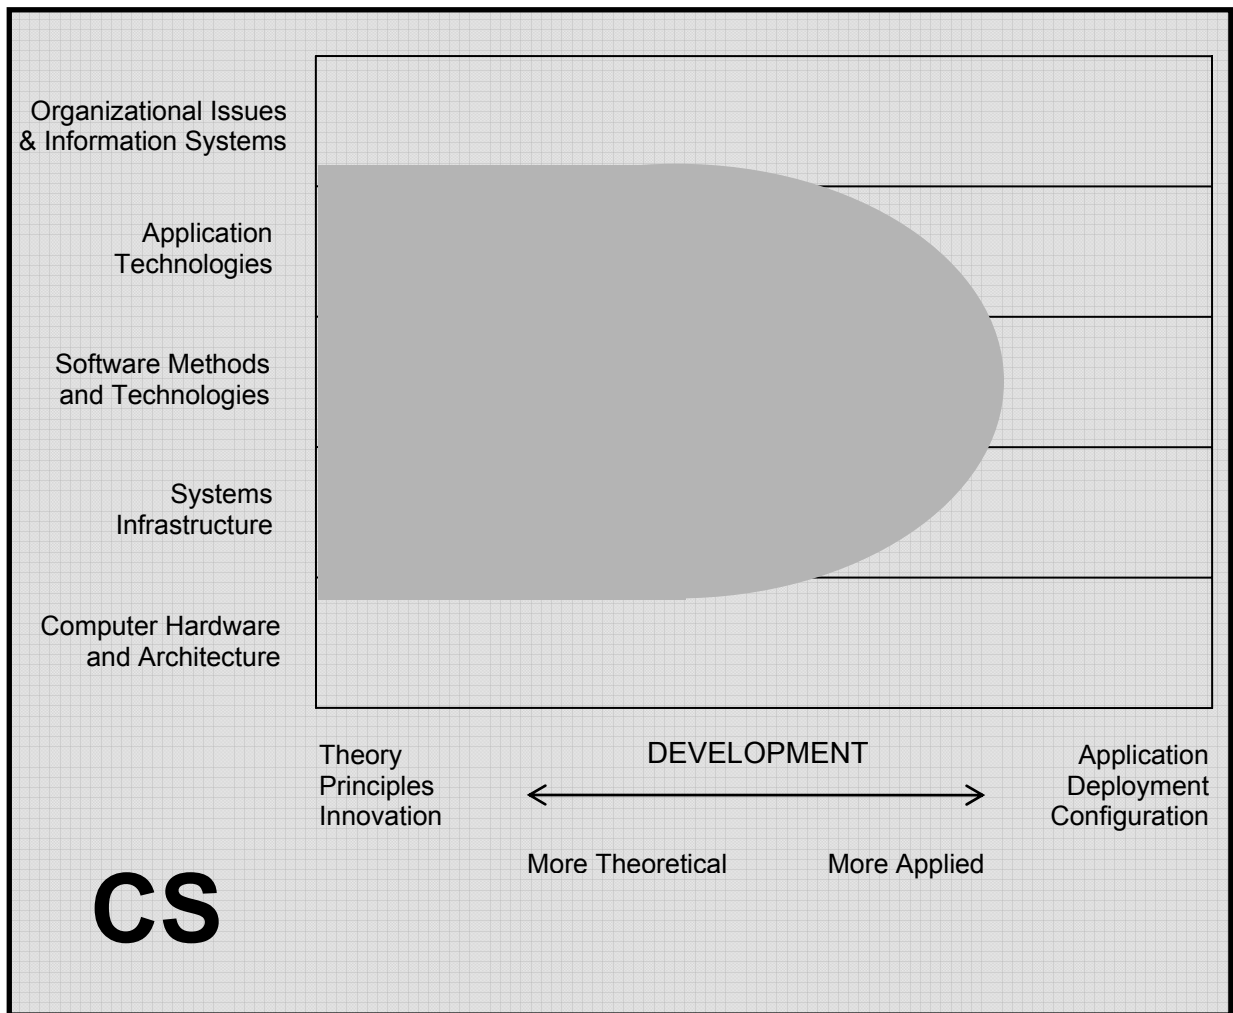 Organizational Issues
& Information Systems
Application
Technologies
Software Methods
and Technologies
Systems
Infrastructure
Computer Hardware
and Architecture
Theory
Principles
Innovation
DEVELOPMENT
Application
Deployment
Configuration
More Theoretical
More Applied
CS